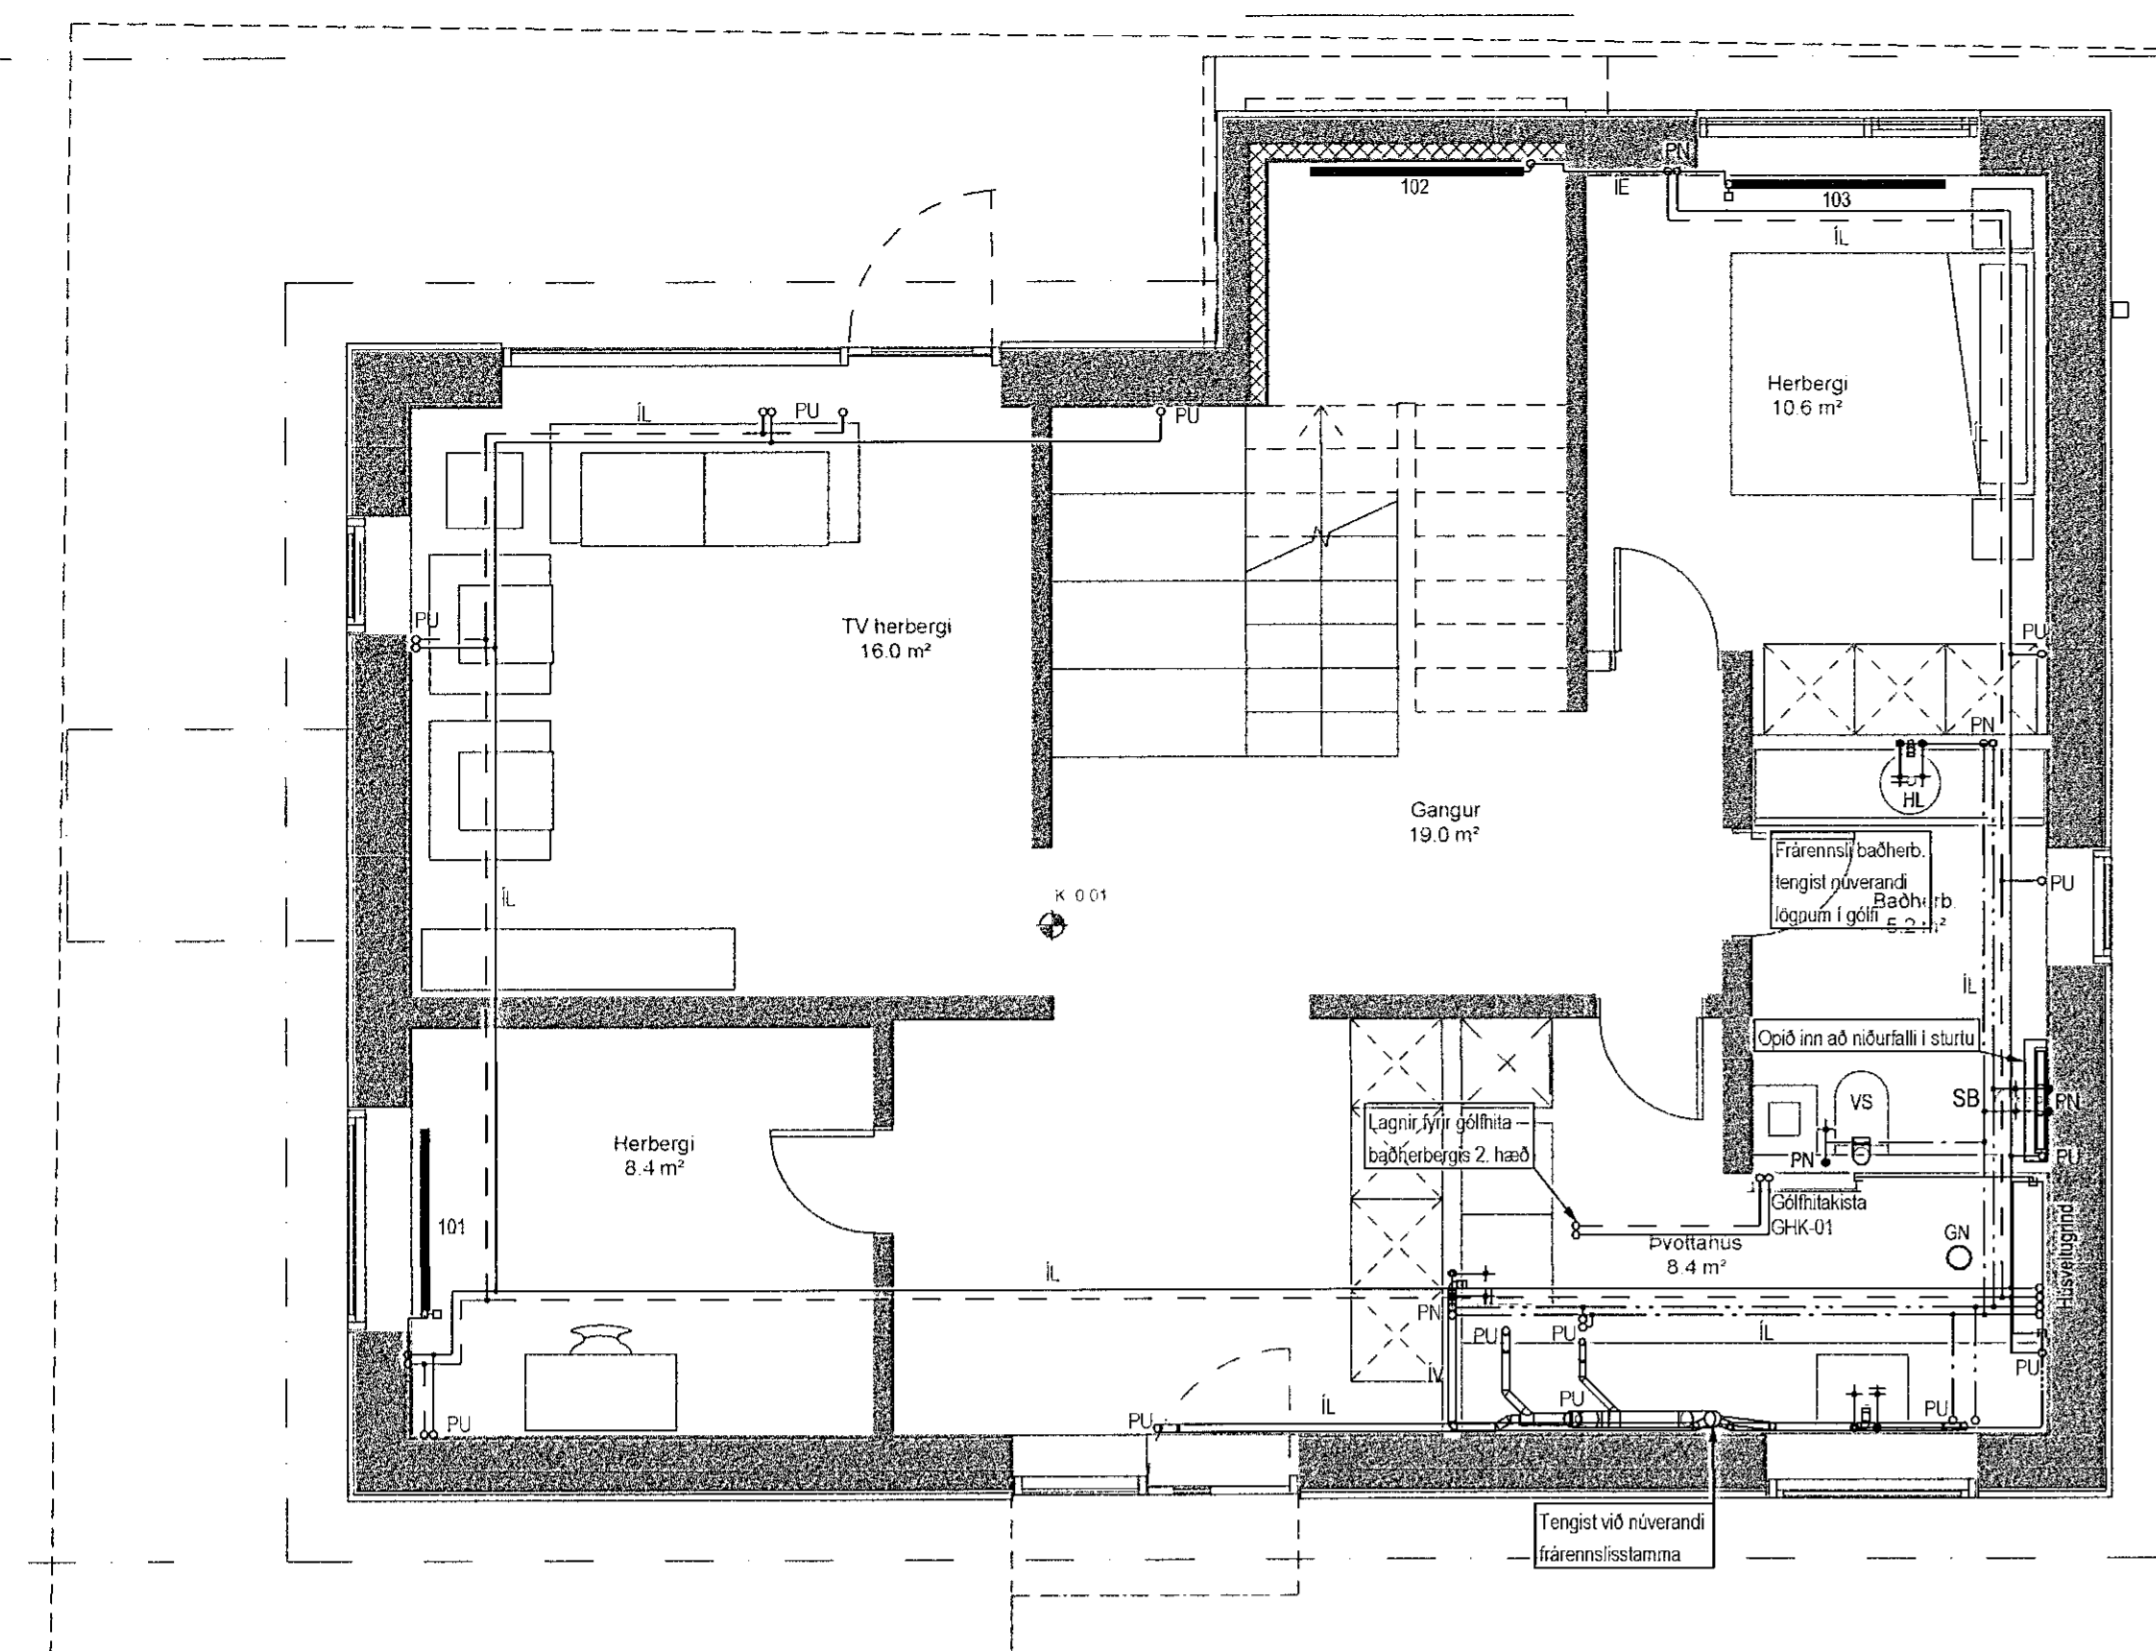 PN
102
ÍE
103
ÍL
Herbergi
10.6 m²
ÍL
PU
PU
ÍL
PU
TV herbergi
16.0 m²
PU
PN
HL
Gangur
19.0 m²
Frárennsli baðherb.
tengist núverandi
lögnum í gólfi
Baðherb.
5.2 m²
PU
ÍL
K 0.01
ÍL
Opið inn að niðurfalli í sturtu
VS
SB
PN
Lagnir fyrir gólfhita
baðherbergis 2. hæð
PN
PU
Herbergi
8.4 m²
101
Gólfhitakista
GHK-01
GN
Húsveitugrind
Þvottahús
8.4 m²
ÍL
PN
PU
PU
ÍL
PU
ÍV
PU
PU
PU
ÍL
PU
Tengist við núverandi
frárennslisstamma